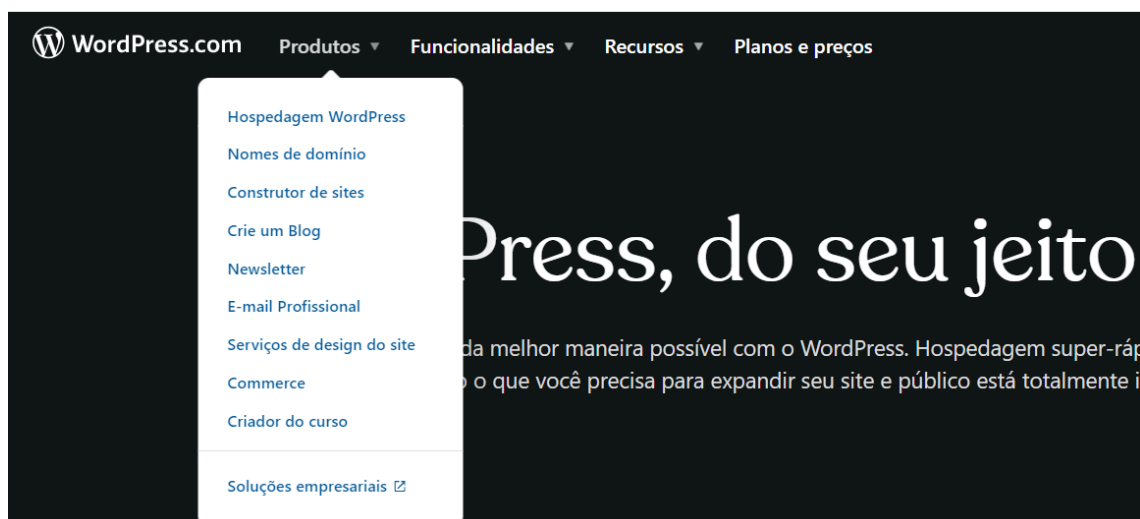 WordPress.com Produtos Funcionalidades Recursos Planos e preços
Hospedagem WordPress
Nomes de domínio
Construtor de sites
Crie um Blog
Newsletter
E-mail Profissional
Serviços de design do site
Commerce
Criador do curso
Soluções empresariais
Press, do seu jeito
da melhor maneira possível com o WordPress. Hospedagem super-ráp
o que você precisa para expandir seu site e público está totalmente i